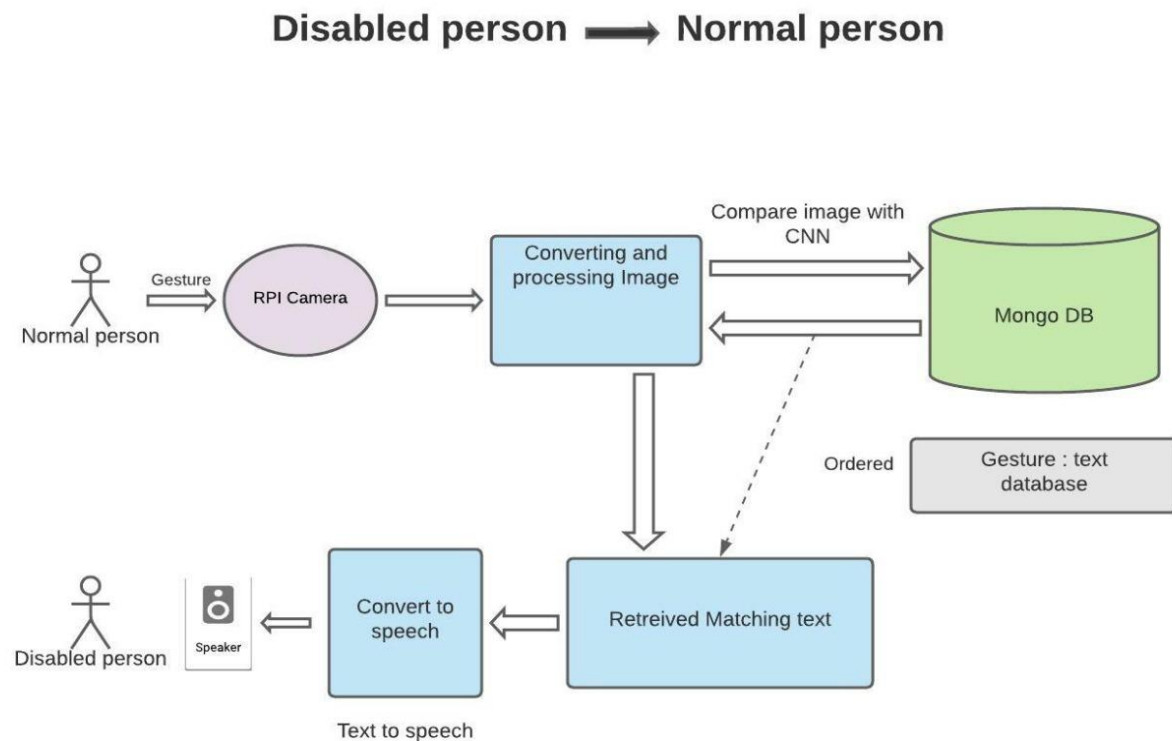 Disabled person Normal person
Compare image with
CNN
Converting and
processing Image
Gesture
RPI Camera
Mongo DB
Normal person
Ordered
Gesture : text
database
Convert to
speech
Retreived Matching text
Speaker
Disabled person
Text to speech